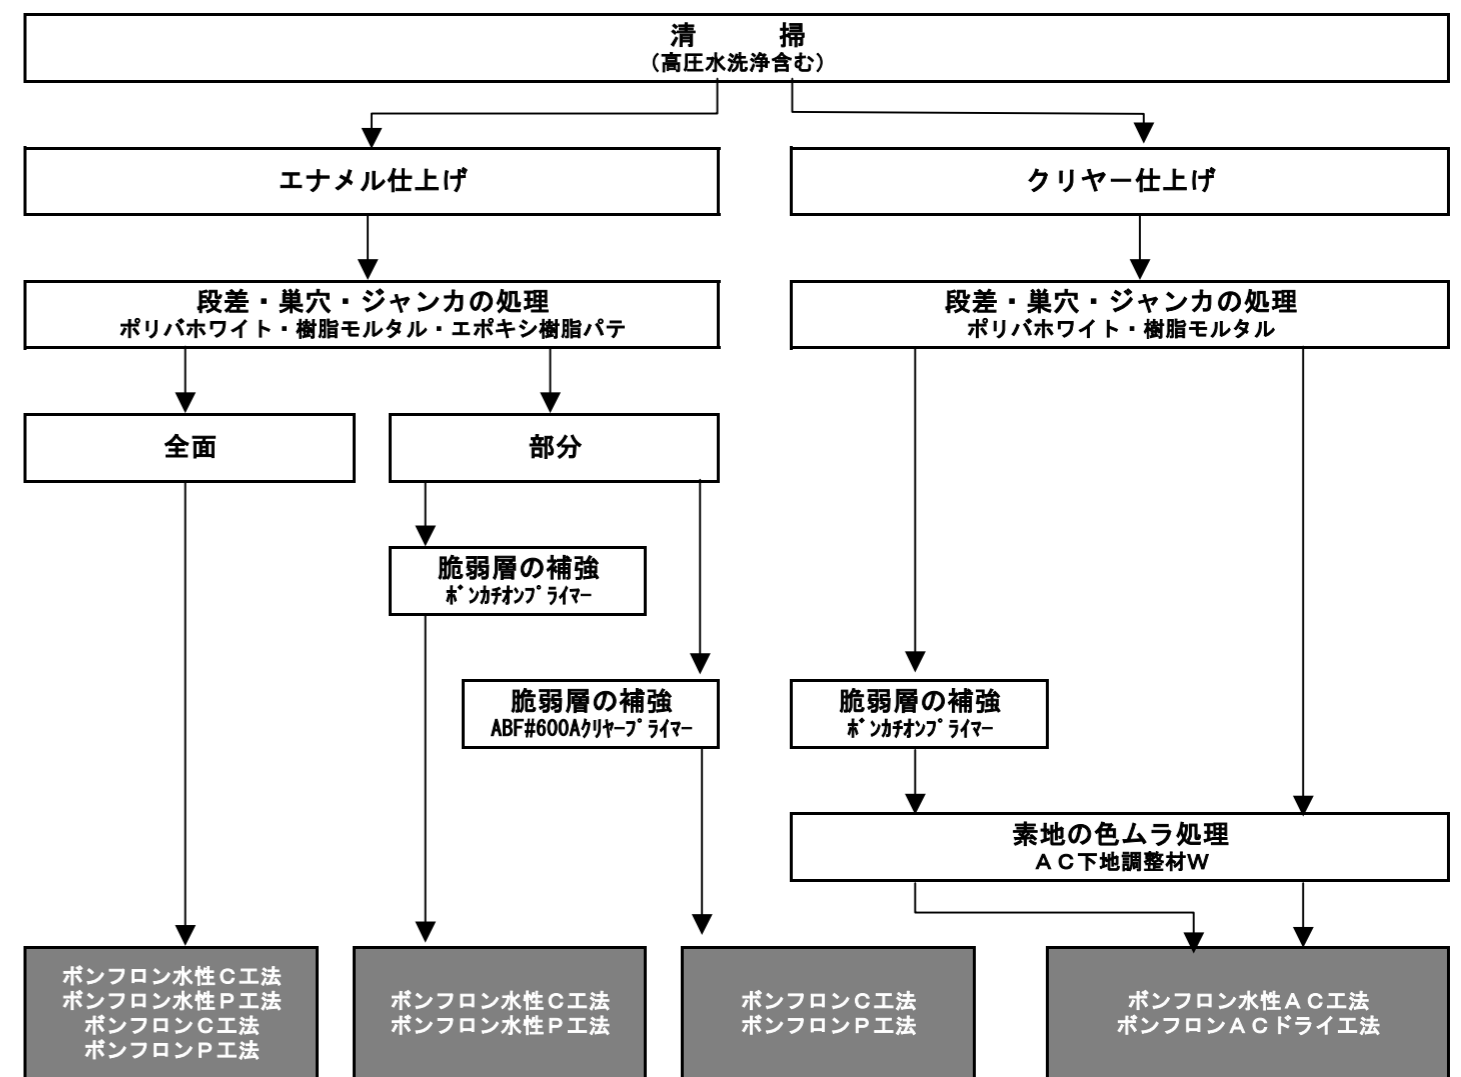 清　　掃
（高圧水洗浄含む）
エナメル仕上げ
クリヤー仕上げ
段差・巣穴・ジャンカの処理
ポリバホワイト・樹脂モルタル・エポキシ樹脂パテ
段差・巣穴・ジャンカの処理
ポリバホワイト・樹脂モルタル
全面
部分
脆弱層の補強
ﾎﾞﾝｶﾁｵﾝﾌﾟﾗｲﾏｰ
脆弱層の補強
ABF#600Aｸﾘﾔｰﾌﾟﾗｲﾏｰ
脆弱層の補強
ﾎﾞﾝｶﾁｵﾝﾌﾟﾗｲﾏｰ
素地の色ムラ処理
ＡＣ下地調整材Ｗ
ボンフロン水性Ｃ工法
ボンフロン水性Ｐ工法
ボンフロンＣ工法
ボンフロンＰ工法
ボンフロン水性Ｃ工法
ボンフロン水性Ｐ工法
ボンフロンＣ工法
ボンフロンＰ工法
ボンフロン水性ＡＣ工法
ボンフロンＡＣドライ工法